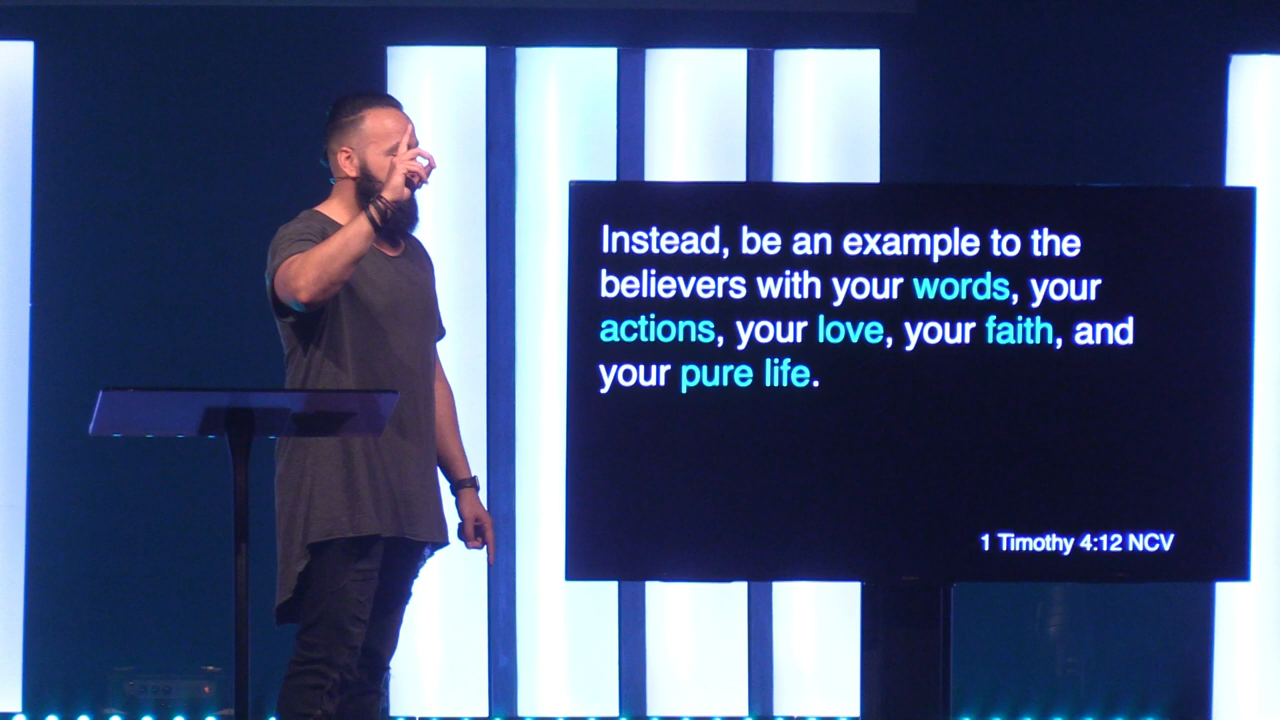 Instead, be an example to the
believers with your words, your
actions, your love, your faith, and
your pure life.
1 Timothy 4:12 NCV